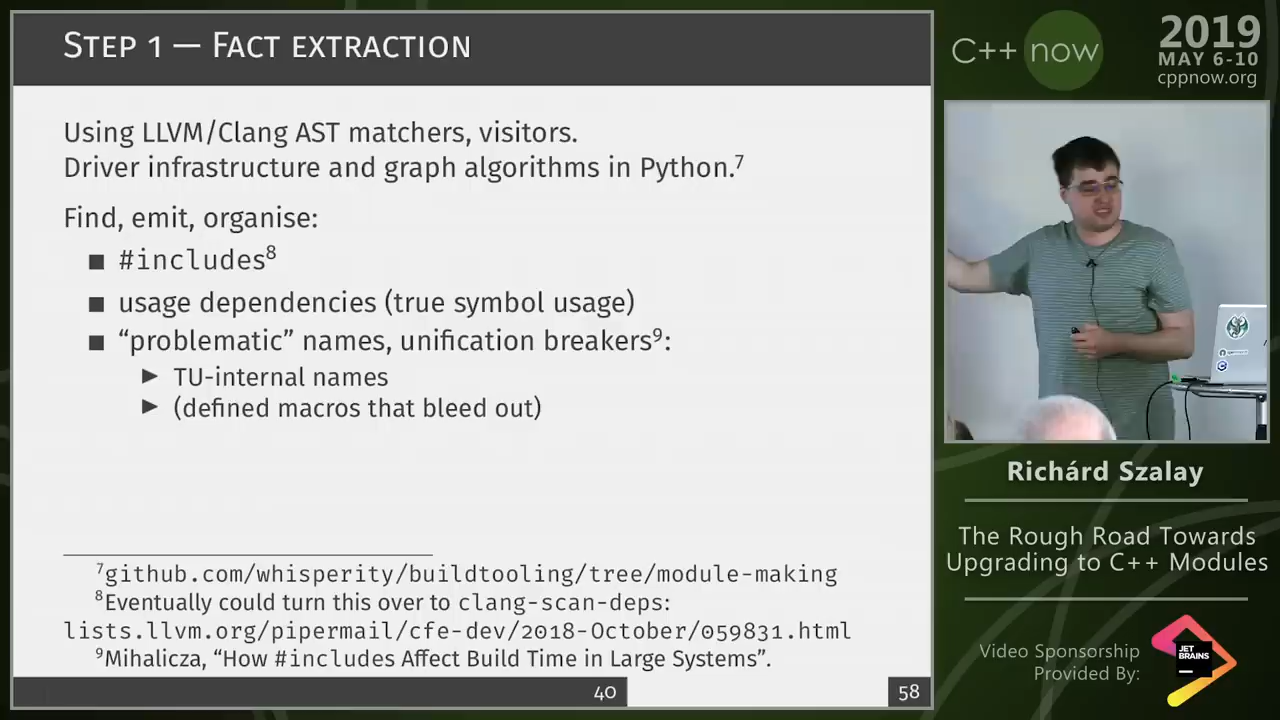 STEP 1 — FACT EXTRACTION
Using LLVM/Clang AST matchers, visitors.
Driver infrastructure and graph algorithms in Python.⁷
Find, emit, organise:
■ #includes⁸
■ usage dependencies (true symbol usage)
■ “problematic” names, unification breakers⁹:
▶ TU-internal names
▶ (defined macros that bleed out)
⁷github.com/whisperity/buildtooling/tree/module-making
⁸Eventually could turn this over to clang-scan-deps:
lists.llvm.org/pipermail/cfe-dev/2018-October/059831.html
⁹Mihalicza, “How #includes Affect Build Time in Large Systems”.
40
58
C++ now
2019
MAY 6-10
cppnow.org
Richárd Szalay
The Rough Road Towards
Upgrading to C++ Modules
Video Sponsorship
Provided By:
JET
BRAINS